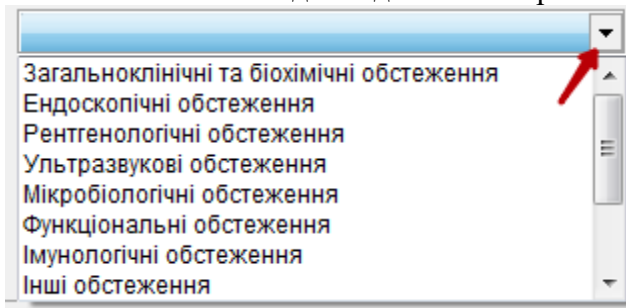 Загальноклінічні та біохімічні обстеження
Ендоскопічні обстеження
Рентгенологічні обстеження
Ультразвукові обстеження
Мікробіологічні обстеження
Функціональні обстеження
Імунологічні обстеження
Інші обстеження